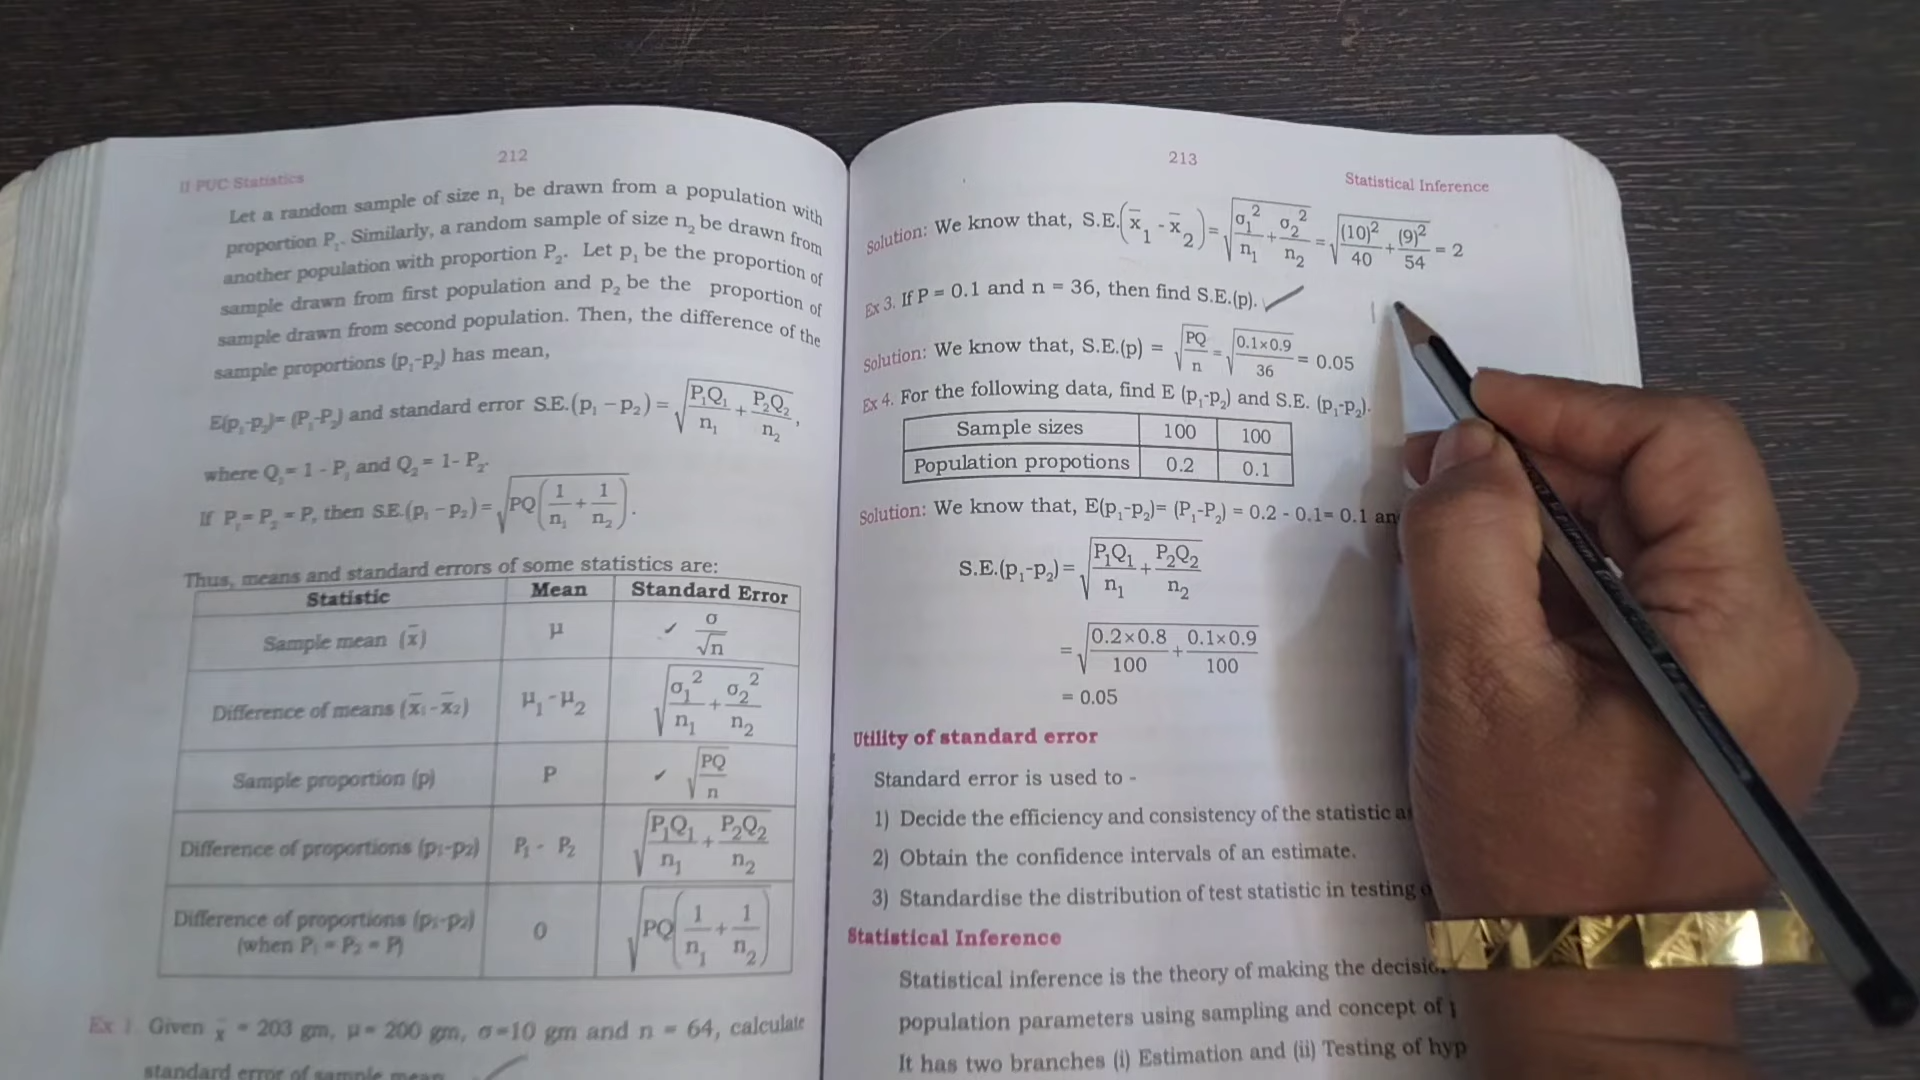 212
II PUC Statistics
Let a random sample of size n₁ be drawn from a population with
proportion P₁. Similarly, a random sample of size n₂ be drawn from
another population with proportion P₂. Let p₁ be the proportion of
sample drawn from first population and p₂ be the proportion of
sample drawn from second population. Then, the difference of the
sample proportions (p₁-p₂) has mean,
E(p₁-p₂)= (P₁-P₂) and standard error S.E.(p₁ − p₂) = √(P₁Q₁/n₁ + P₂Q₂/n₂),
where Q₁= 1 - P₁ and Q₂ = 1- P₂.
If P₁= P₂ = P, then S.E.(p₁ − p₂) = √(PQ(1/n₁ + 1/n₂)).
Thus, means and standard errors of some statistics are:
Statistic Mean Standard Error
Sample mean (x̄) μ ✓ σ/√n
Difference of means (x̄₁-x̄₂) μ₁-μ₂ √(σ₁²/n₁ + σ₂²/n₂)
Sample proportion (p) P ✓ √(PQ/n)
Difference of proportions (p₁-p₂) P₁ - P₂ √(P₁Q₁/n₁ + P₂Q₂/n₂)
Difference of proportions (p₁-p₂) 0 √(PQ(1/n₁ + 1/n₂))
(when P₁ = P₂ = P)
Ex 1. Given x̄ = 203 gm, μ= 200 gm, σ=10 gm and n = 64, calculate
standard error of sample mean
213
Statistical Inference
Solution: We know that, S.E.(x̄₁ - x̄₂) = √(σ₁²/n₁ + σ₂²/n₂) = √((10)²/40 + (9)²/54) = 2
Ex 3. If P = 0.1 and n = 36, then find S.E.(p). ✓
Solution: We know that, S.E.(p) = √(PQ/n) = √(0.1×0.9/36) = 0.05
Ex 4. For the following data, find E (p₁-p₂) and S.E. (p₁-p₂).
Sample sizes 100 100
Population propotions 0.2 0.1
Solution: We know that, E(p₁-p₂)= (P₁-P₂) = 0.2 - 0.1= 0.1
S.E.(p₁-p₂) = √(P₁Q₁/n₁ + P₂Q₂/n₂)
= √(0.2×0.8/100 + 0.1×0.9/100)
= 0.05
Utility of standard error
Standard error is used to -
1) Decide the efficiency and consistency of the statistic
2) Obtain the confidence intervals of an estimate.
3) Standardise the distribution of test statistic in testing
Statistical Inference
Statistical inference is the theory of making the
population parameters using sampling and concept of
It has two branches (i) Estimation and (ii) Testing of